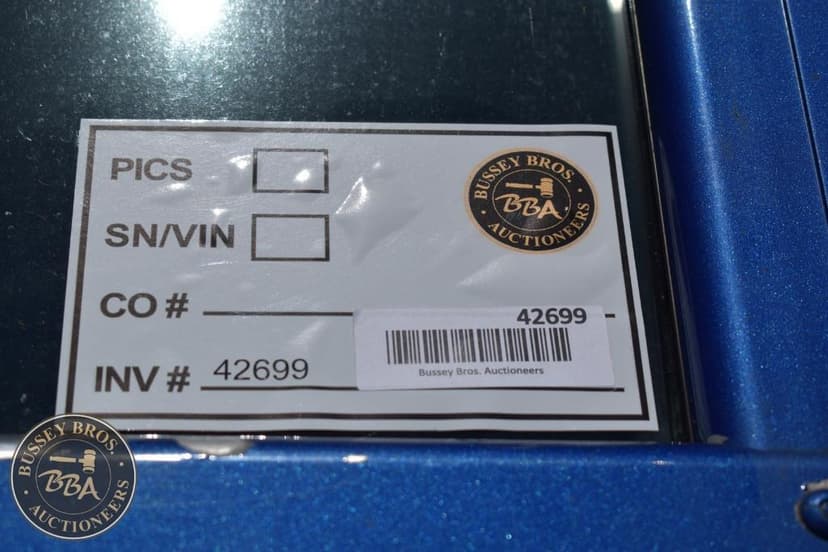 PICS
BUSSEY BROS.
BBA
AUCTIONEERS
SN/VIN
CO #
42699
INV # 42699
Bussey Bros. Auctioneers
BUSSEY BROS.
BBA
AUCTIONEERS